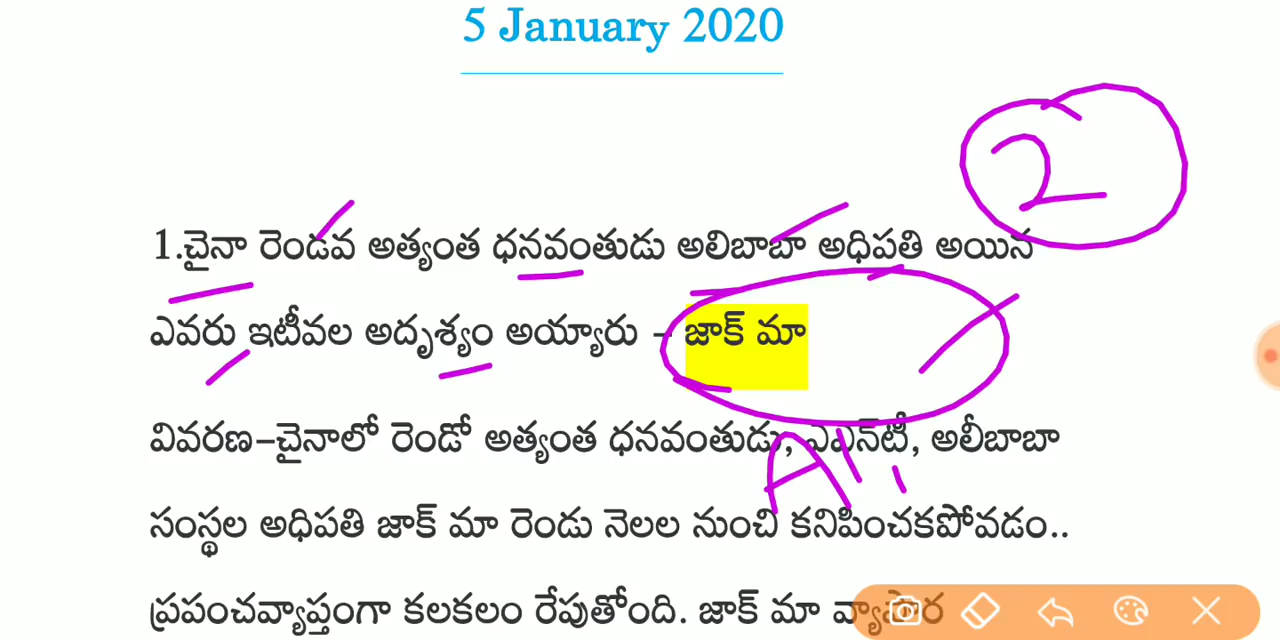 5 January 2020
2
1.చైనా రెండవ అత్యంత ధనవంతుడు అలిబాబా అధిపతి అయిన
ఎవరు ఇటీవల అదృశ్యం అయ్యారు - జాక్ మా
వివరణ-చైనాలో రెండో అత్యంత ధనవంతుడు, ఎఎన్‌టీ, అలీబాబా
సంస్థల అధిపతి జాక్ మా రెండు నెలల నుంచి కనిపించకపోవడం..
ప్రపంచవ్యాప్తంగా కలకలం రేపుతోంది. జాక్ మా